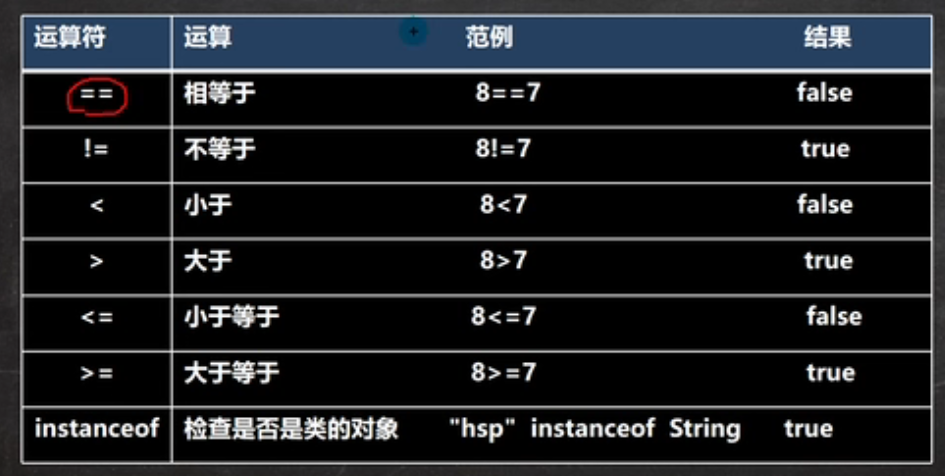 运算符 运算 范例 结果
== 相等于 8==7 false
!= 不等于 8!=7 true
< 小于 8<7 false
> 大于 8>7 true
<= 小于等于 8<=7 false
>= 大于等于 8>=7 true
instanceof 检查是否是类的对象 "hsp" instanceof String true